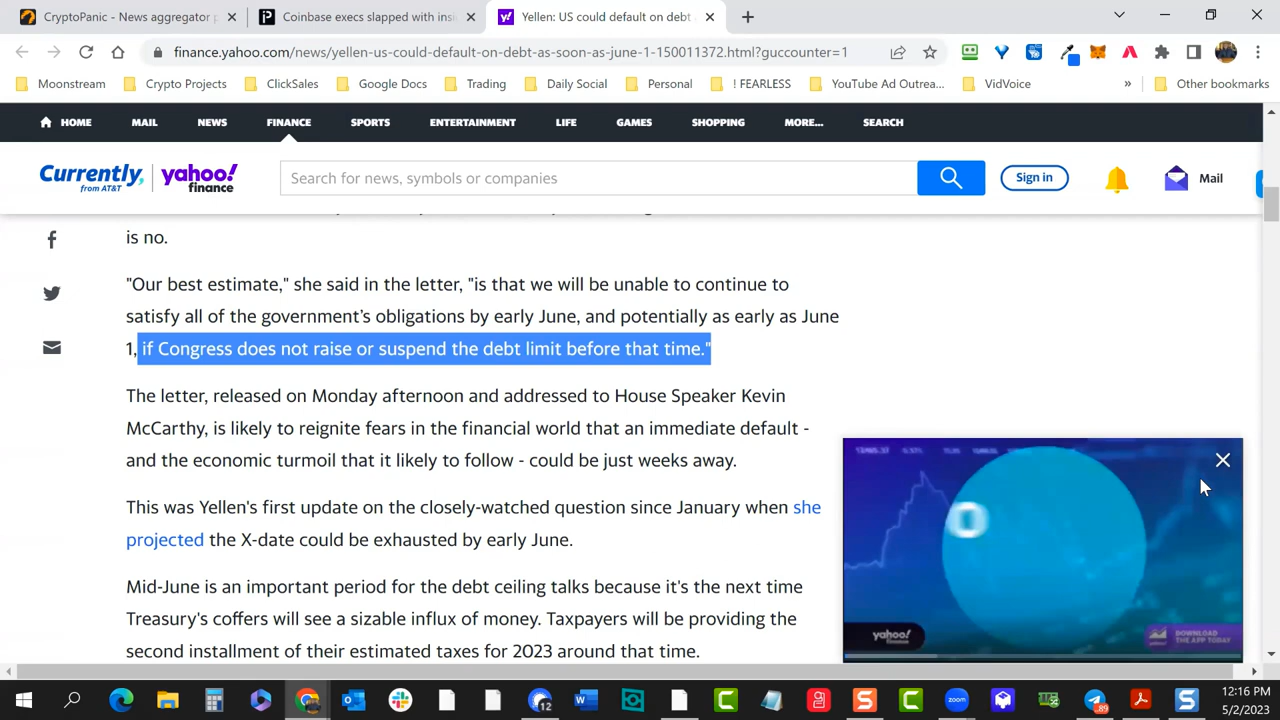 CryptoPanic - News aggregator p
Coinbase execs slapped with insi
Yellen: US could default on debt
finance.yahoo.com/news/yellen-us-could-default-on-debt-as-soon-as-june-1-150011372.html?guccounter=1
Moonstream
Crypto Projects
ClickSales
Google Docs
Trading
Daily Social
Personal
! FEARLESS
YouTube Ad Outrea...
VidVoice
»
Other bookmarks
HOME
MAIL
NEWS
FINANCE
SPORTS
ENTERTAINMENT
LIFE
GAMES
SHOPPING
MORE...
SEARCH
Currently,
from AT&T
yahoo!
finance
Search for news, symbols or companies
Sign in
Mail
is no.
"Our best estimate," she said in the letter, "is that we will be unable to continue to
satisfy all of the government’s obligations by early June, and potentially as early as June
1, if Congress does not raise or suspend the debt limit before that time."
The letter, released on Monday afternoon and addressed to House Speaker Kevin
McCarthy, is likely to reignite fears in the financial world that an immediate default -
and the economic turmoil that it likely to follow - could be just weeks away.
This was Yellen's first update on the closely-watched question since January when she
projected the X-date could be exhausted by early June.
Mid-June is an important period for the debt ceiling talks because it's the next time
Treasury's coffers will see a sizable influx of money. Taxpayers will be providing the
second installment of their estimated taxes for 2023 around that time.
yahoo!
finance
DOWNLOAD
THE APP TODAY
12
89
12:16 PM
5/2/2023